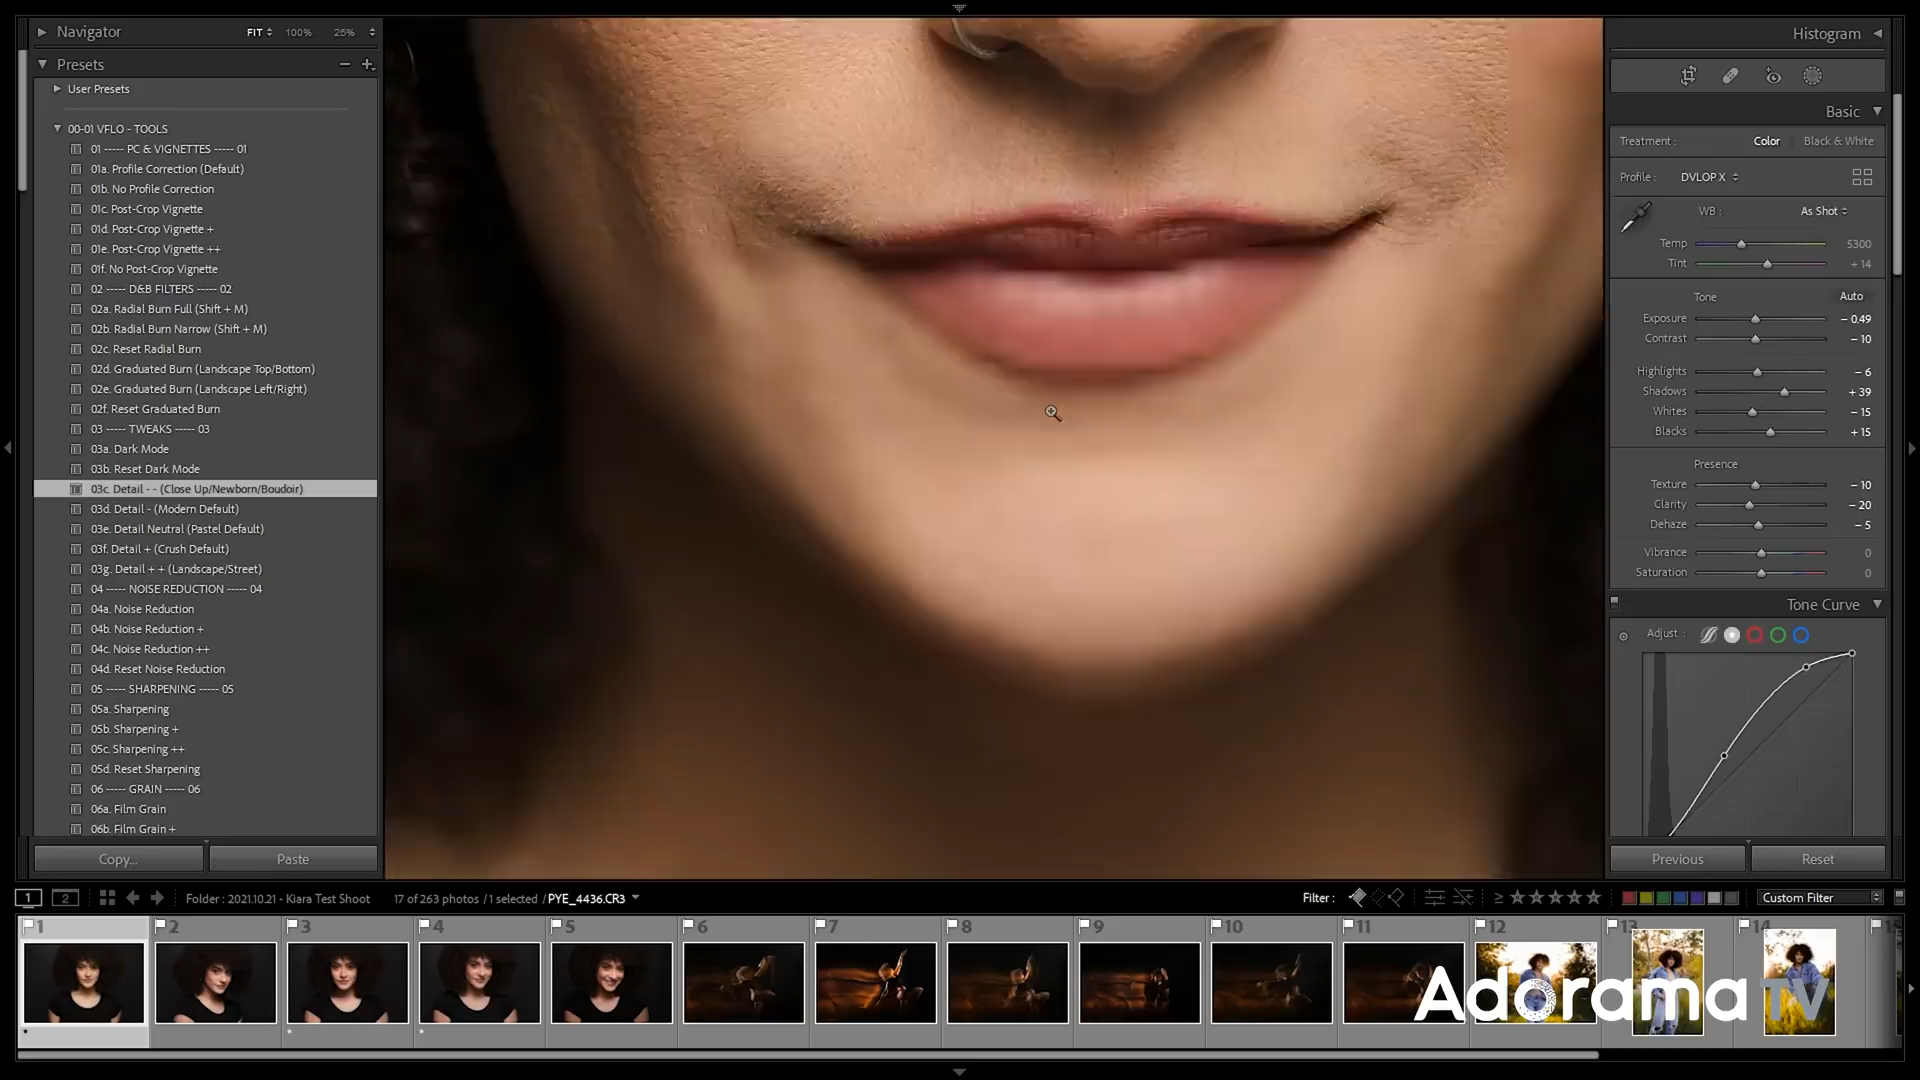 Navigator
FIT
100%
25%
Presets
User Presets
00-01 VFLO - TOOLS
01 ----- PC & VIGNETTES ----- 01
01a. Profile Correction (Default)
01b. No Profile Correction
01c. Post-Crop Vignette
01d. Post-Crop Vignette +
01e. Post-Crop Vignette ++
01f. No Post-Crop Vignette
02 ----- D&B FILTERS ----- 02
02a. Radial Burn Full (Shift + M)
02b. Radial Burn Narrow (Shift + M)
02c. Reset Radial Burn
02d. Graduated Burn (Landscape Top/Bottom)
02e. Graduated Burn (Landscape Left/Right)
02f. Reset Graduated Burn
03 ----- TWEAKS ----- 03
03a. Dark Mode
03b. Reset Dark Mode
03c. Detail - - (Close Up/Newborn/Boudoir)
03d. Detail - (Modern Default)
03e. Detail Neutral (Pastel Default)
03f. Detail + (Crush Default)
03g. Detail + + (Landscape/Street)
04 ----- NOISE REDUCTION ----- 04
04a. Noise Reduction
04b. Noise Reduction +
04c. Noise Reduction ++
04d. Reset Noise Reduction
05 ----- SHARPENING ----- 05
05a. Sharpening
05b. Sharpening +
05c. Sharpening ++
05d. Reset Sharpening
06 ----- GRAIN ----- 06
06a. Film Grain
06b. Film Grain +
Copy...
Paste
Histogram
Basic
Treatment :
Color
Black & White
Profile :
DVLOP X
WB :
As Shot
Temp
5300
Tint
+ 14
Tone
Auto
Exposure
- 0.49
Contrast
- 10
Highlights
- 6
Shadows
+ 39
Whites
- 15
Blacks
+ 15
Presence
Texture
- 10
Clarity
- 20
Dehaze
- 5
Vibrance
0
Saturation
0
Tone Curve
Adjust :
Previous
Reset
1
2
Folder : 2021.10.21 - Kiara Test Shoot
17 of 263 photos / 1 selected / PYE_4436.CR3
Filter :
≥
Custom Filter
1
2
3
4
5
6
7
8
9
10
11
12
13
14
15
Adorama TV